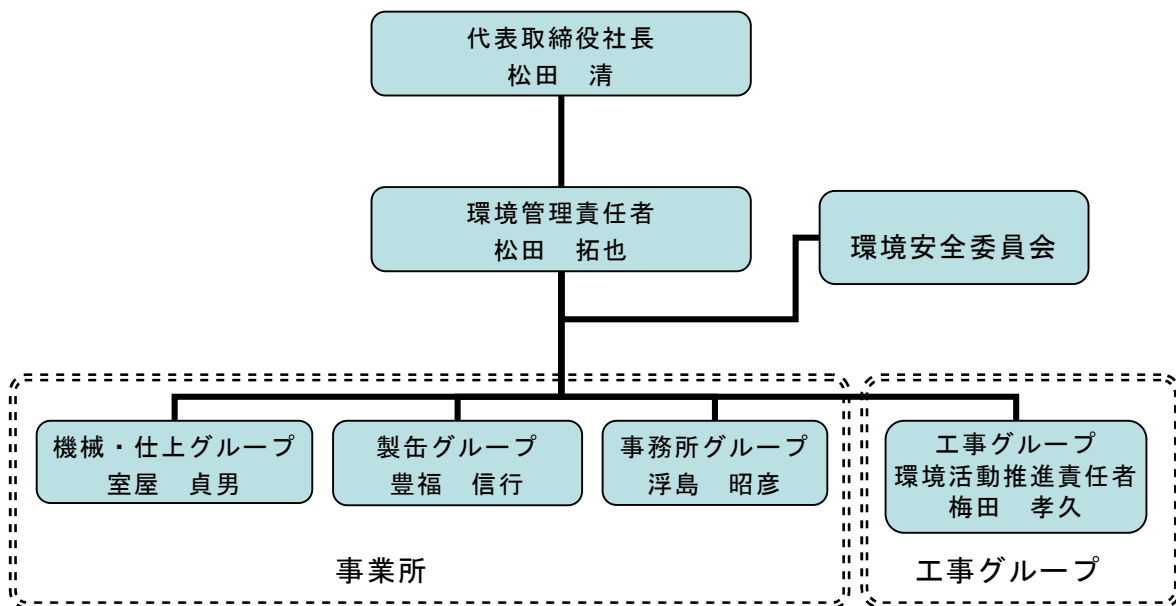 代表取締役社長
松田　清
環境管理責任者
松田　拓也
環境安全委員会
機械・仕上グループ
室屋　貞男
製缶グループ
豊福　信行
事務所グループ
浮島　昭彦
工事グループ
環境活動推進責任者
梅田　孝久
事業所
工事グループ